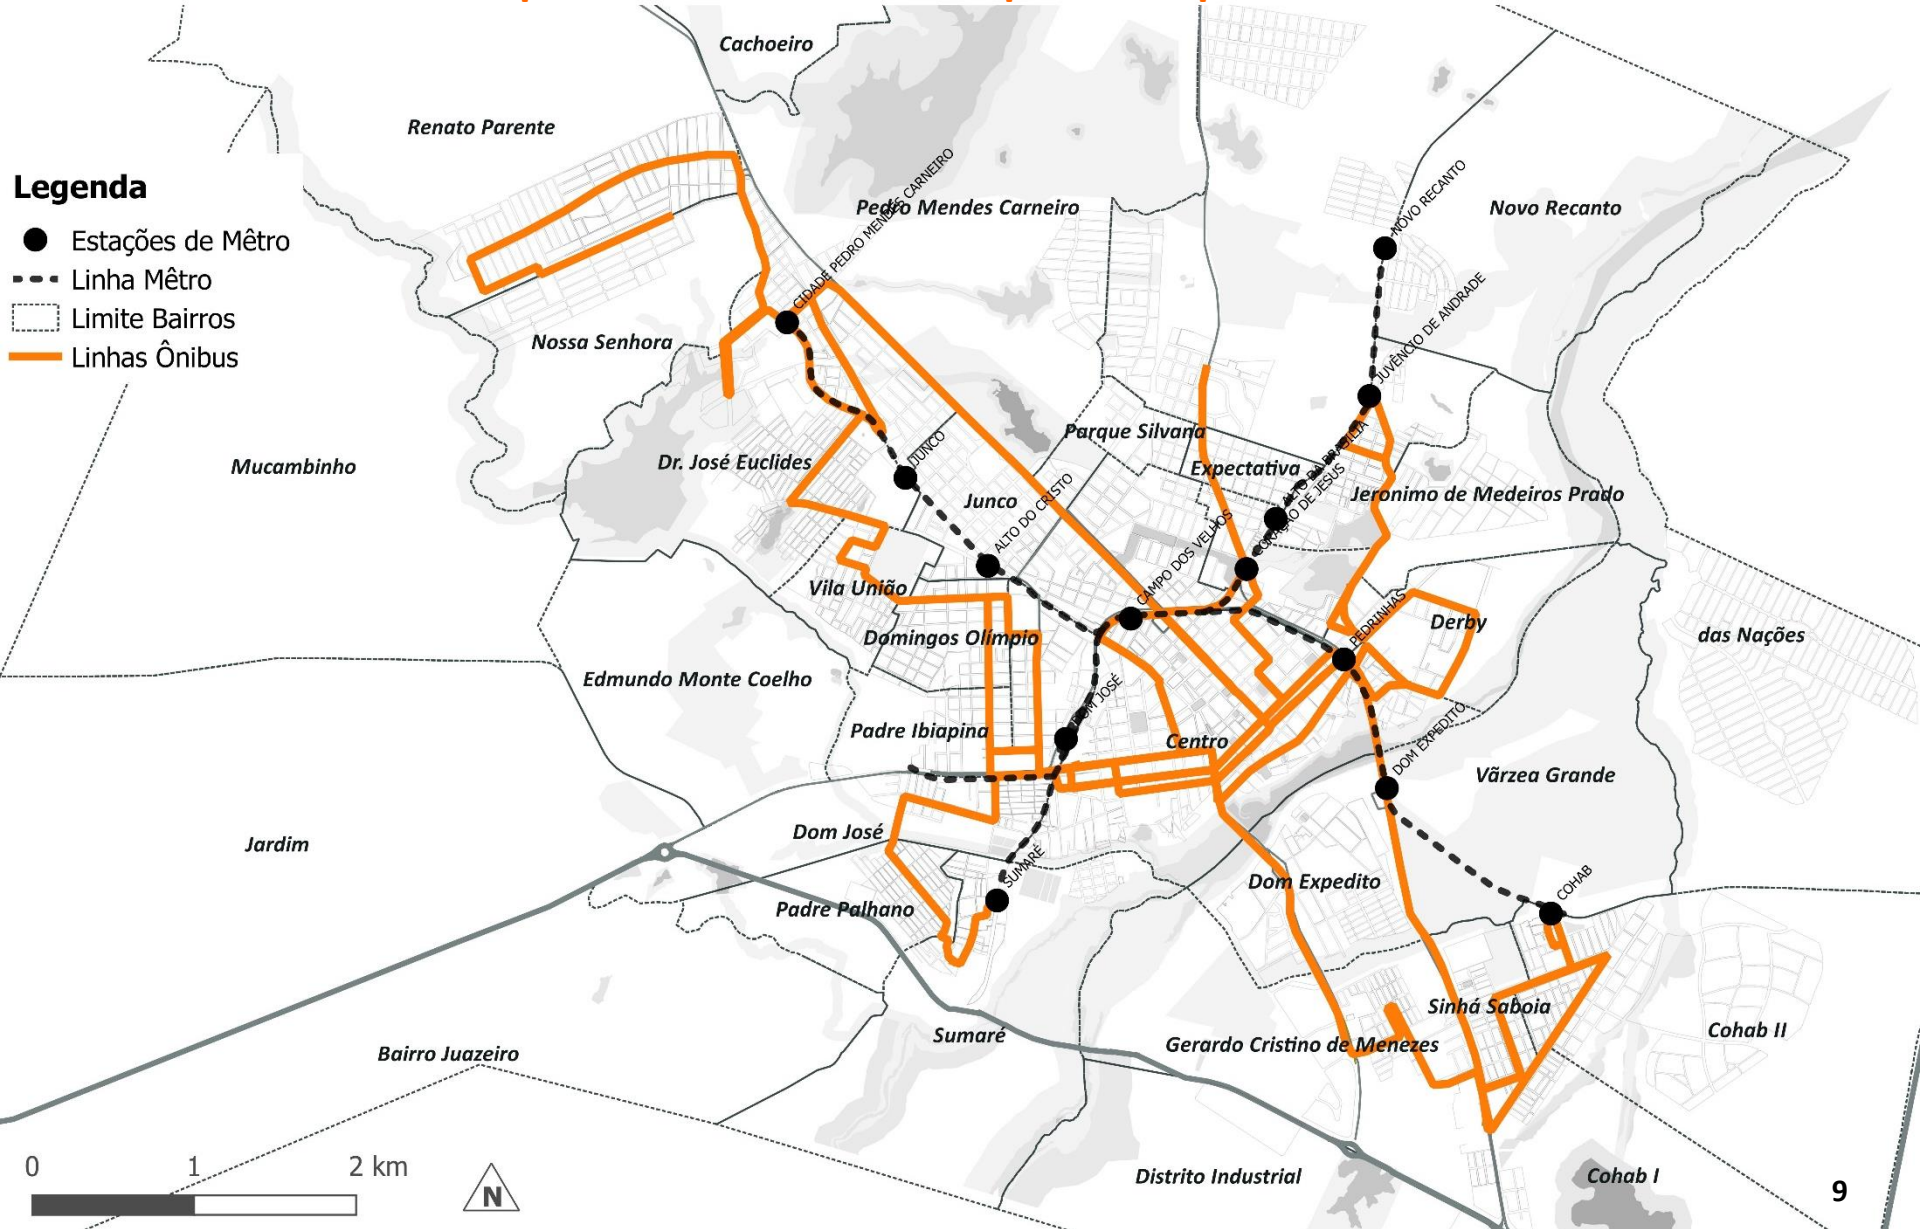 Cachoeiro
Renato Parente
Legenda
Estações de Mêtro
Linha Mêtro
Limite Bairros
Linhas Ônibus
CIDADE PEDRO MENDES CARNEIRO
Pedro Mendes Carneiro
NOVO RECANTO
Novo Recanto
Nossa Senhora
JUVÊNCIO DE ANDRADE
Parque Silvana
Mucambinho
Dr. José Euclides
JUNCO
Junco
ALTO DO CRISTO
Expectativa
ALTO DA BRASÍLIA
CORAÇÃO DE JESUS
Jeronimo de Medeiros Prado
CAMPO DOS VELHOS
Vila União
Domingos Olímpio
PEDRINHAS
Derby
das Nações
Edmundo Monte Coelho
DOM JOSÉ
Padre Ibiapina
Centro
DOM EXPEDITO
Vãrzea Grande
Jardim
Dom José
SUMARÉ
Dom Expedito
COHAB
Padre Palhano
Sinhá Saboia
Sumaré
Gerardo Cristino de Menezes
Cohab II
Bairro Juazeiro
0 1 2 km
N
Distrito Industrial
Cohab I
9